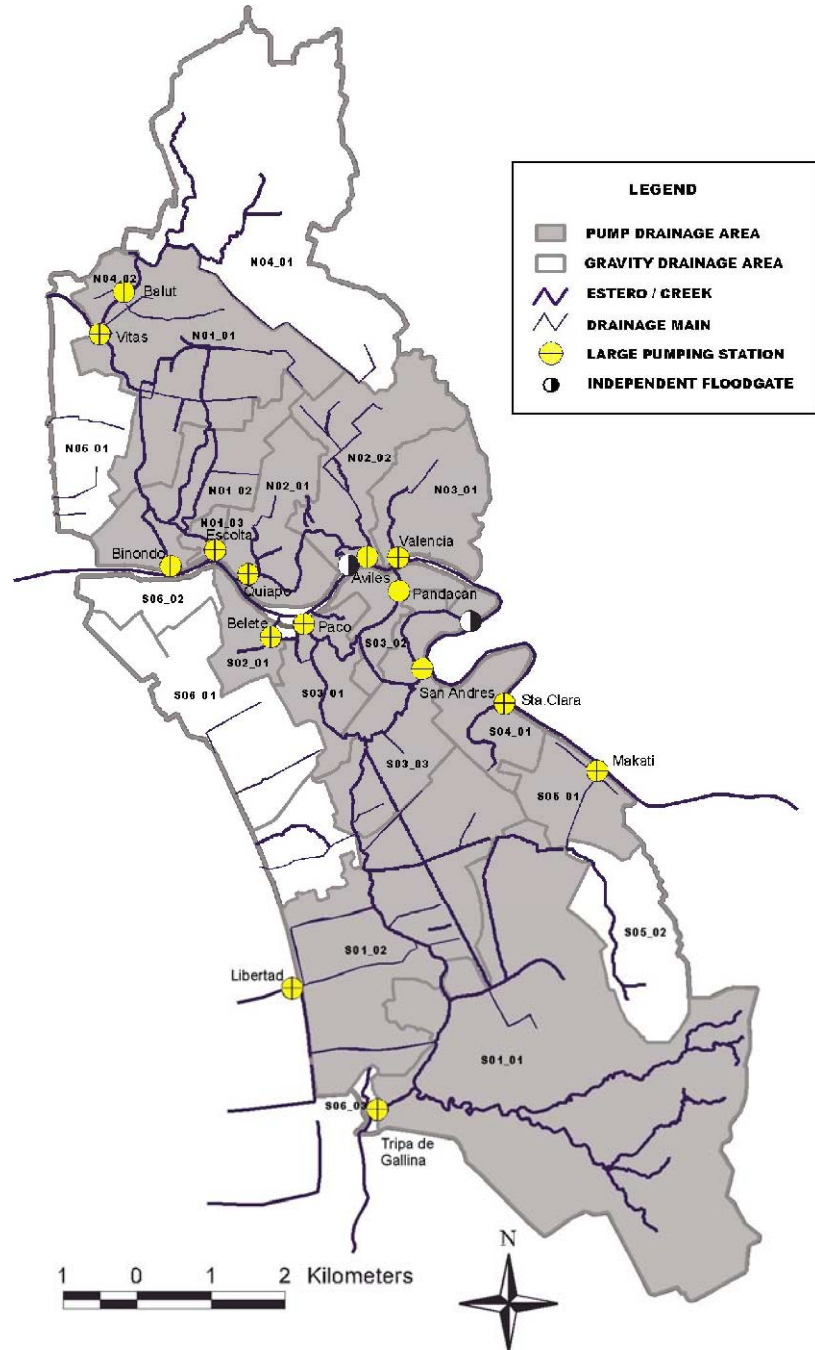 LEGEND
PUMP DRAINAGE AREA
GRAVITY DRAINAGE AREA
ESTERO / CREEK
DRAINAGE MAIN
LARGE PUMPING STATION
INDEPENDENT FLOODGATE
N04_01
N04_02
Balut
Vitas
N01_01
N06_01
N02_02
N03_01
N01_02
N02_01
N01_03
Escolta
Binondo
Quiapo
Aviles
Valencia
Pandacan
S06_02
Belete
Paco
S02_01
S03_02
S06_01
S03_01
San Andres
Sta.Clara
S04_01
S03_03
Makati
S05_01
S05_02
S01_02
Libertad
S01_01
S06_03
Tripa de
Gallina
N
1 0 1 2 Kilometers